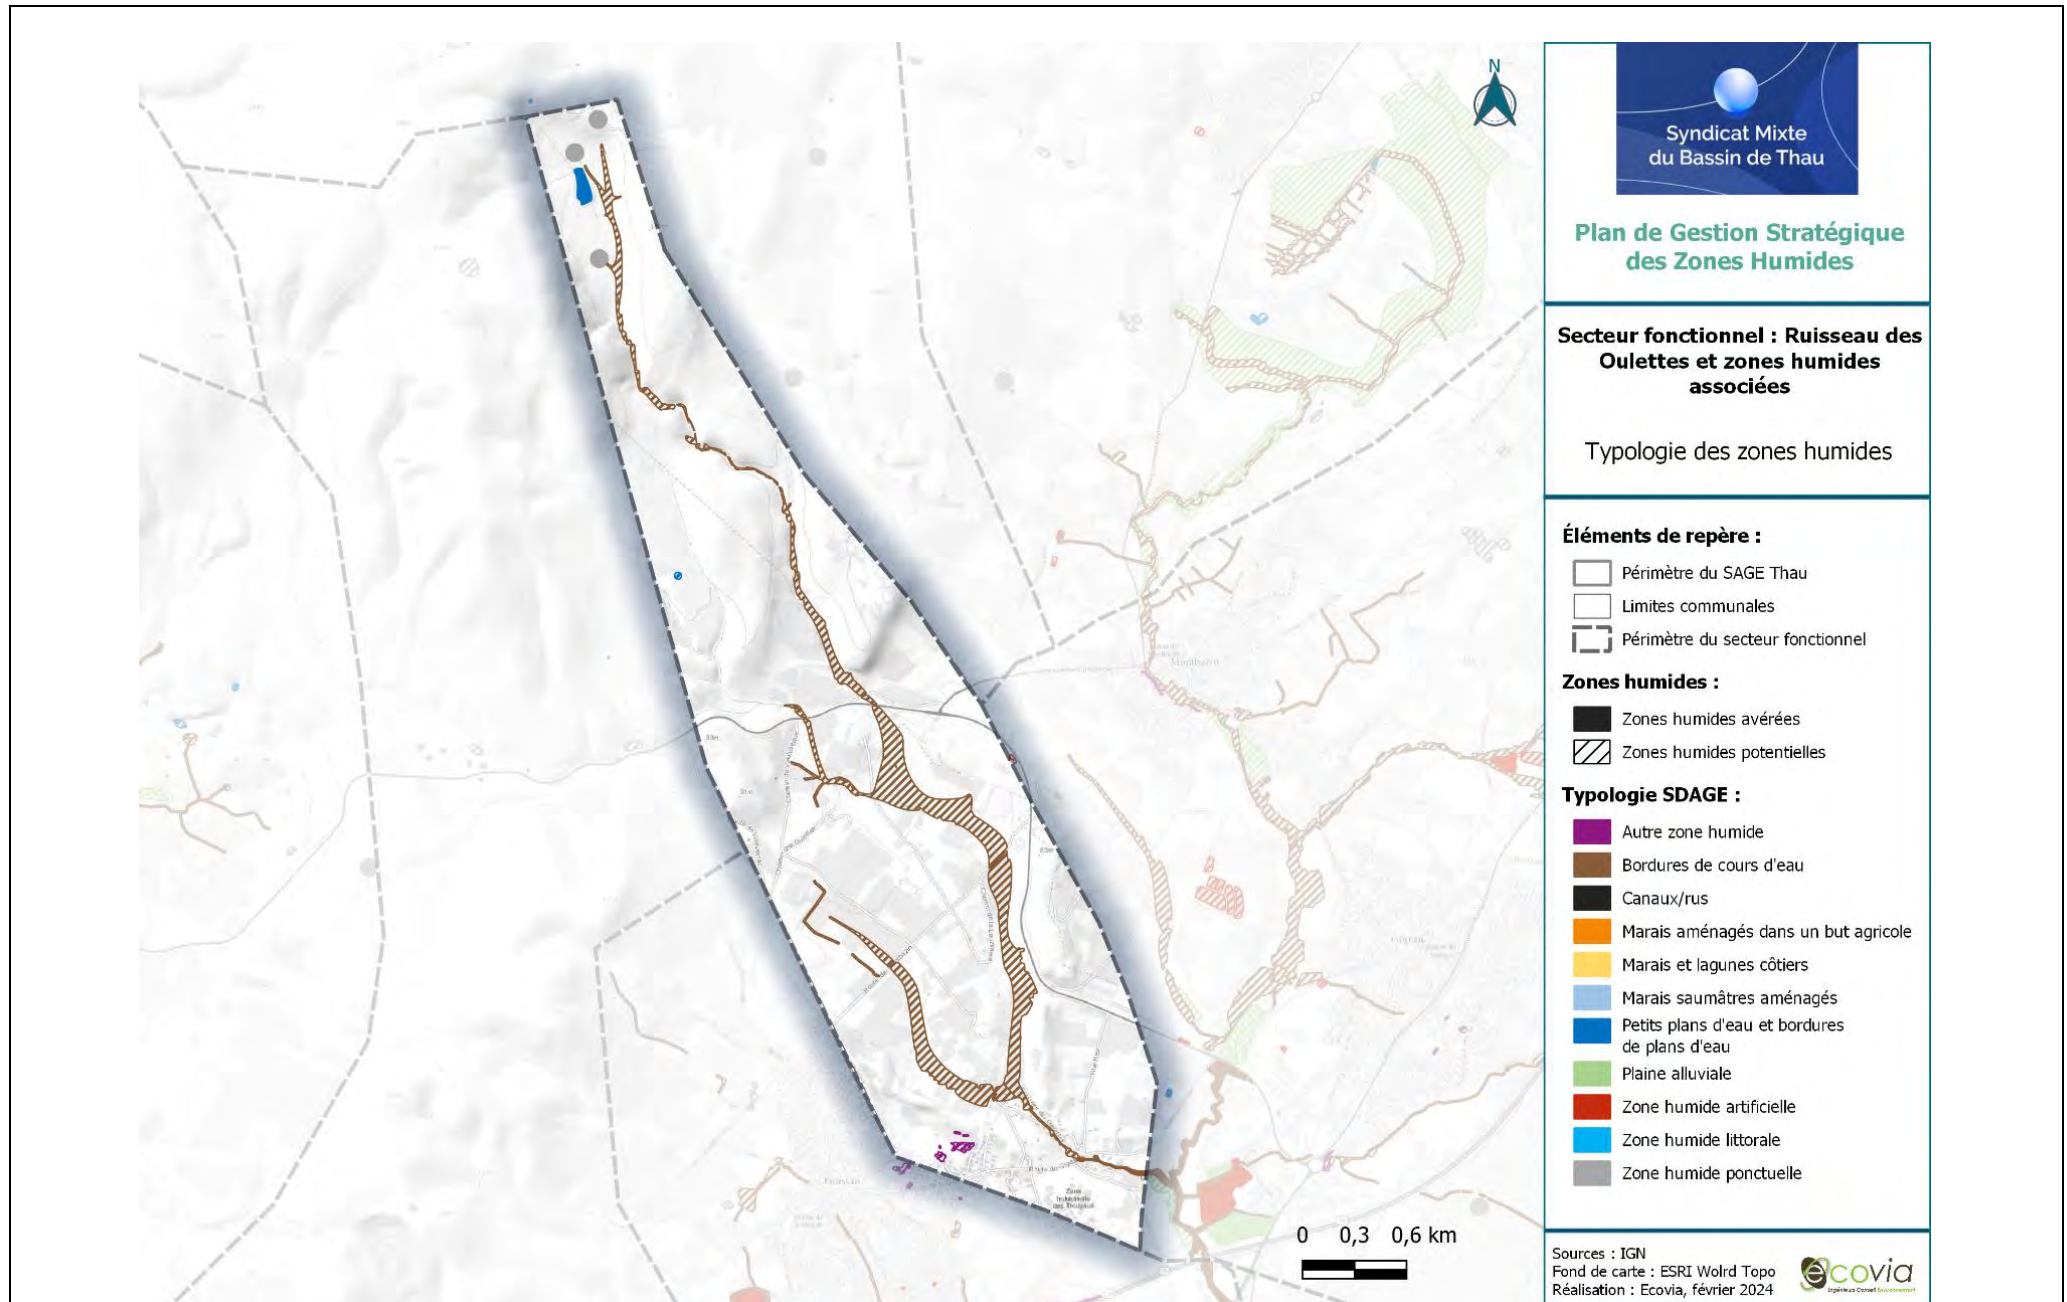 N
Syndicat Mixte
du Bassin de Thau
Plan de Gestion Stratégique
des Zones Humides
Secteur fonctionnel : Ruisseau des
Oulettes et zones humides
associées
Typologie des zones humides
Éléments de repère :
Périmètre du SAGE Thau
Limites communales
Périmètre du secteur fonctionnel
Zones humides :
Zones humides avérées
Zones humides potentielles
Typologie SDAGE :
Autre zone humide
Bordures de cours d'eau
Canaux/rus
Marais aménagés dans un but agricole
Marais et lagunes côtiers
Marais saumâtres aménagés
Petits plans d'eau et bordures
de plans d'eau
Plaine alluviale
Zone humide artificielle
Zone humide littorale
Zone humide ponctuelle
0 0,3 0,6 km
Sources : IGN
Fond de carte : ESRI Wolrd Topo
Réalisation : Ecovia, février 2024
ecovia
Ingénieurs Conseil Environnement
Zone
Industrielle